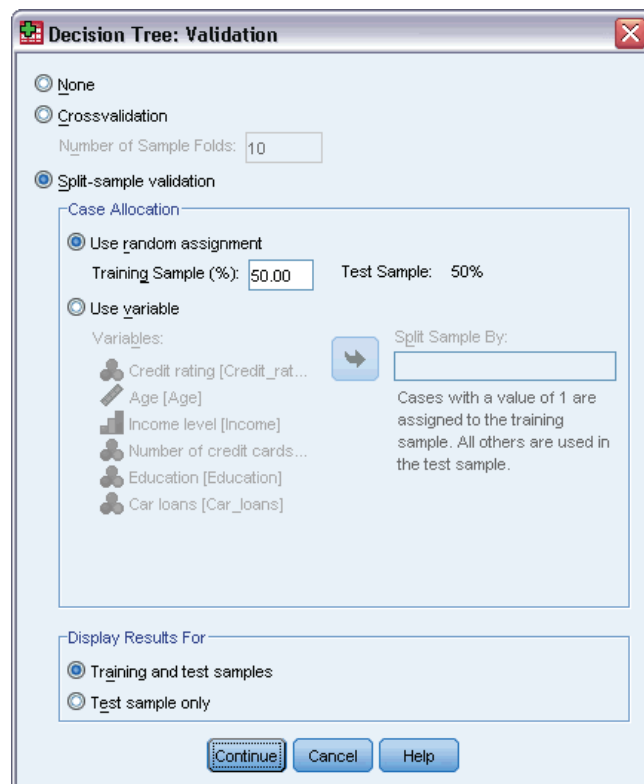 Decision Tree: Validation
None
Crossvalidation
Number of Sample Folds: 10
Split-sample validation
Case Allocation
Use random assignment
Training Sample (%): 50.00 Test Sample: 50%
Use variable
Variables:
Credit rating [Credit_rat...
Age [Age]
Income level [Income]
Number of credit cards...
Education [Education]
Car loans [Car_loans]
Split Sample By:
Cases with a value of 1 are
assigned to the training
sample. All others are used in
the test sample.
Display Results For
Training and test samples
Test sample only
Continue Cancel Help